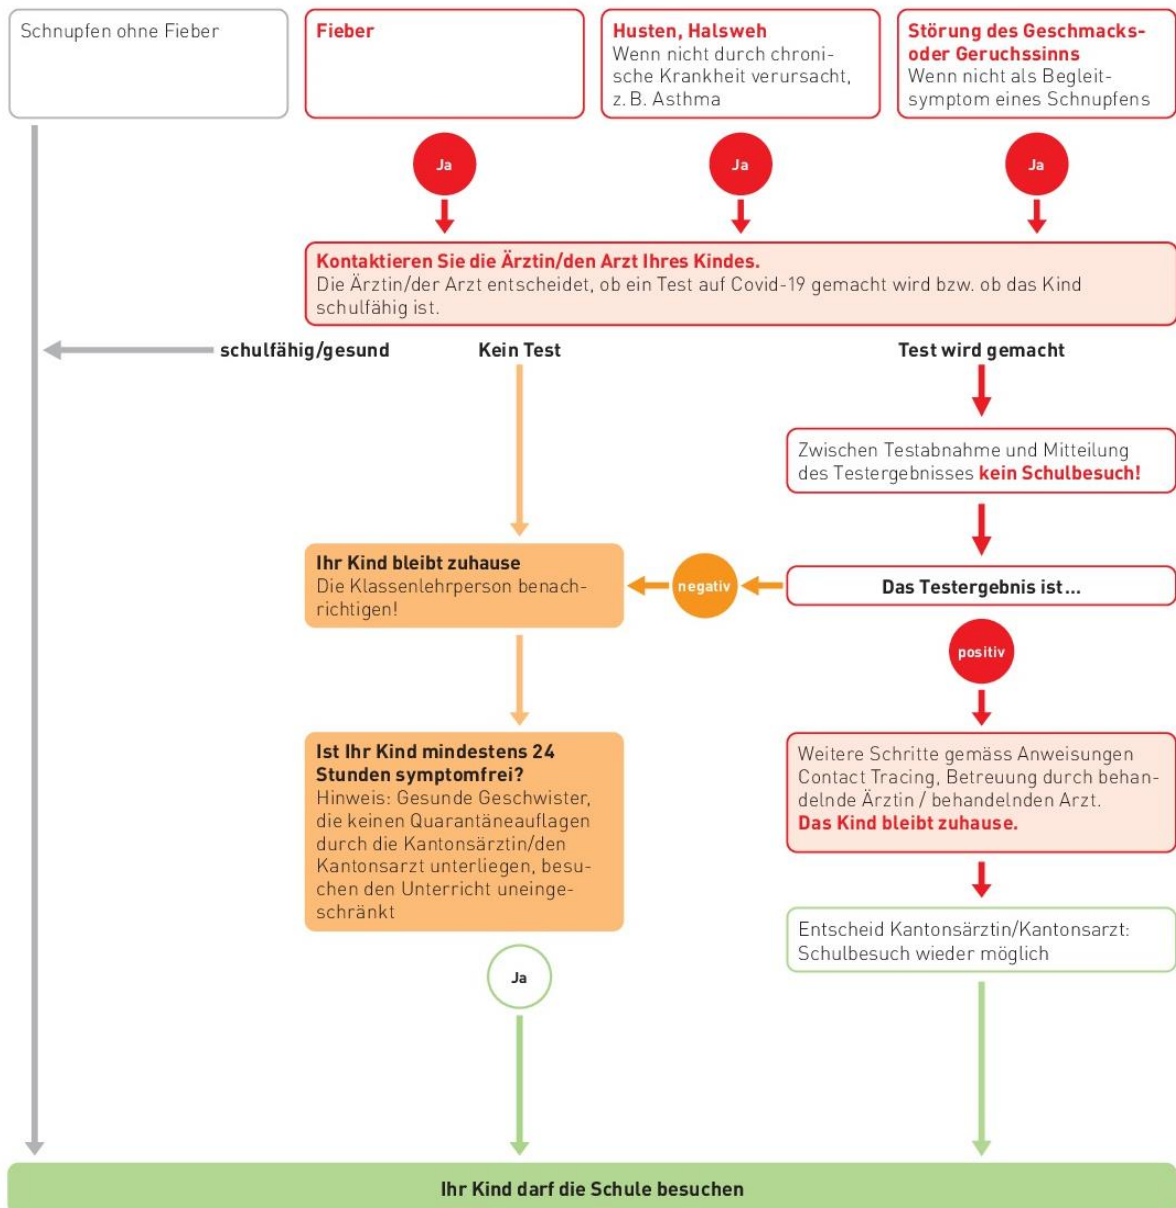 Schnupfen ohne Fieber
Fieber
Husten, Halsweh
Wenn nicht durch chroni-
sche Krankheit verursacht,
z. B. Asthma
Störung des Geschmacks-
oder Geruchssinns
Wenn nicht als Begleit-
symptom eines Schnupfens
Ja
Ja
Ja
Kontaktieren Sie die Ärztin/den Arzt Ihres Kindes.
Die Ärztin/der Arzt entscheidet, ob ein Test auf Covid-19 gemacht wird bzw. ob das Kind
schulfähig ist.
schulfähig/gesund
Kein Test
Test wird gemacht
Zwischen Testabnahme und Mitteilung
des Testergebnisses kein Schulbesuch!
Ihr Kind bleibt zuhause
Die Klassenlehrperson benach-
richtigen!
negativ
Das Testergebnis ist ...
positiv
Ist Ihr Kind mindestens 24
Stunden symptomfrei?
Hinweis: Gesunde Geschwister,
die keinen Quarantäneauflagen
durch die Kantonsärztin/den
Kantonsarzt unterliegen, besu-
chen den Unterricht uneinge-
schränkt
Weitere Schritte gemäss Anweisungen
Contact Tracing, Betreuung durch behan-
delnde Ärztin / behandelnden Arzt.
Das Kind bleibt zuhause.
Entscheid Kantonsärztin/Kantonsarzt:
Schulbesuch wieder möglich
Ja
Ihr Kind darf die Schule besuchen